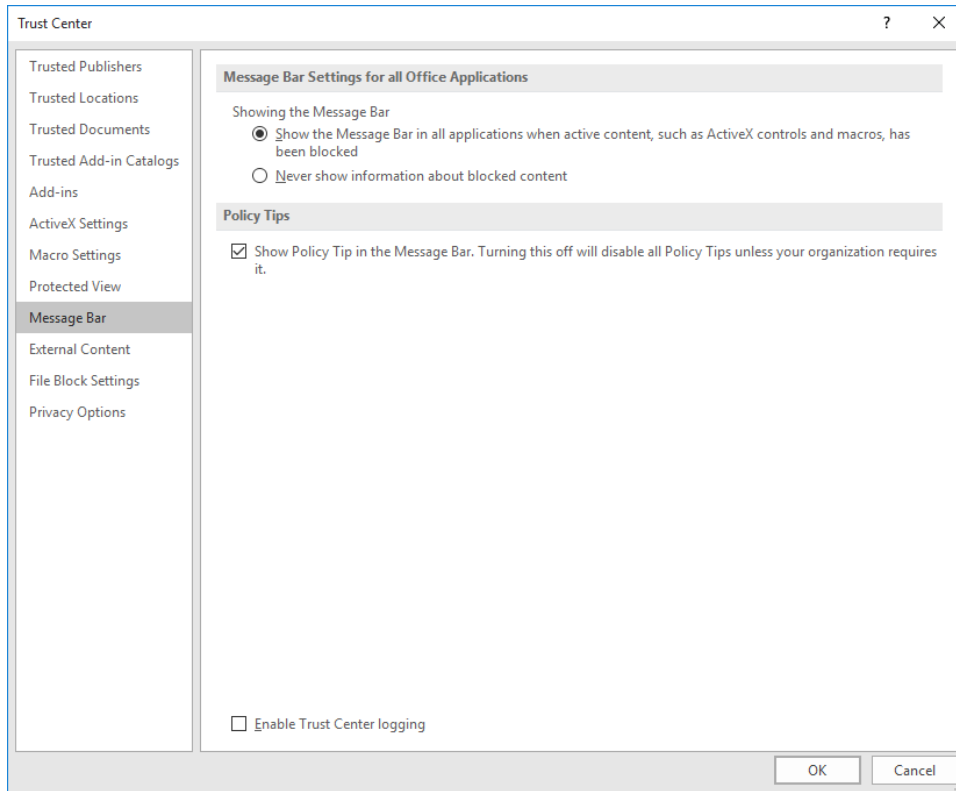 Trust Center
?
Trusted Publishers
Trusted Locations
Trusted Documents
Trusted Add-in Catalogs
Add-ins
ActiveX Settings
Macro Settings
Protected View
Message Bar
External Content
File Block Settings
Privacy Options
Message Bar Settings for all Office Applications
Showing the Message Bar
Show the Message Bar in all applications when active content, such as ActiveX controls and macros, has
been blocked
Never show information about blocked content
Policy Tips
Show Policy Tip in the Message Bar. Turning this off will disable all Policy Tips unless your organization requires
it.
Enable Trust Center logging
OK
Cancel